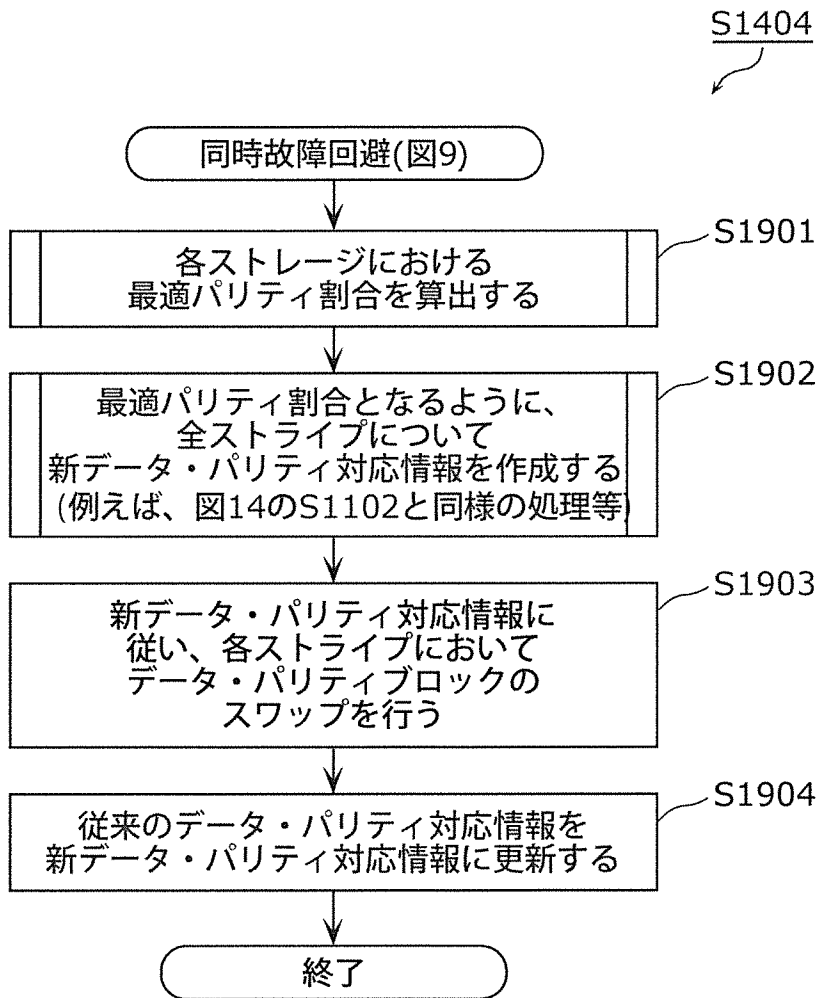 S1404
同時故障回避(図9)
S1901
各ストレージにおける
最適パリティ割合を算出する
S1902
最適パリティ割合となるように、
全ストライプについて
新データ・パリティ対応情報を作成する
(例えば、図14のS1102と同様の処理等)
S1903
新データ・パリティ対応情報に
従い、各ストライプにおいて
データ・パリティブロックの
スワップを行う
S1904
従来のデータ・パリティ対応情報を
新データ・パリティ対応情報に更新する
終了